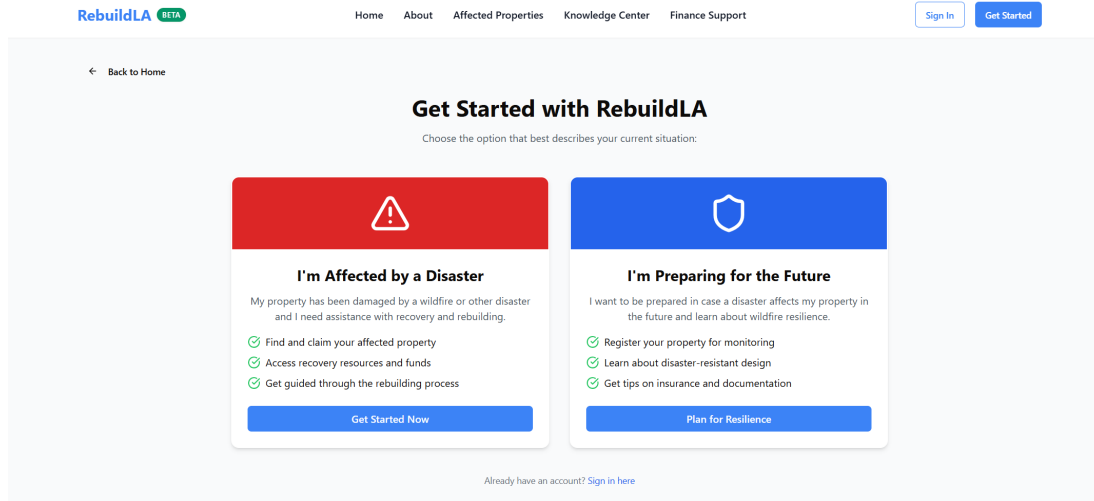 RebuildLA BETA
Home About Affected Properties Knowledge Center Finance Support
Sign In Get Started
Back to Home
Get Started with RebuildLA
Choose the option that best describes your current situation:
I'm Affected by a Disaster
My property has been damaged by a wildfire or other disaster
and I need assistance with recovery and rebuilding.
Find and claim your affected property
Access recovery resources and funds
Get guided through the rebuilding process
Get Started Now
I'm Preparing for the Future
I want to be prepared in case a disaster affects my property in
the future and learn about wildfire resilience.
Register your property for monitoring
Learn about disaster-resistant design
Get tips on insurance and documentation
Plan for Resilience
Already have an account? Sign in here